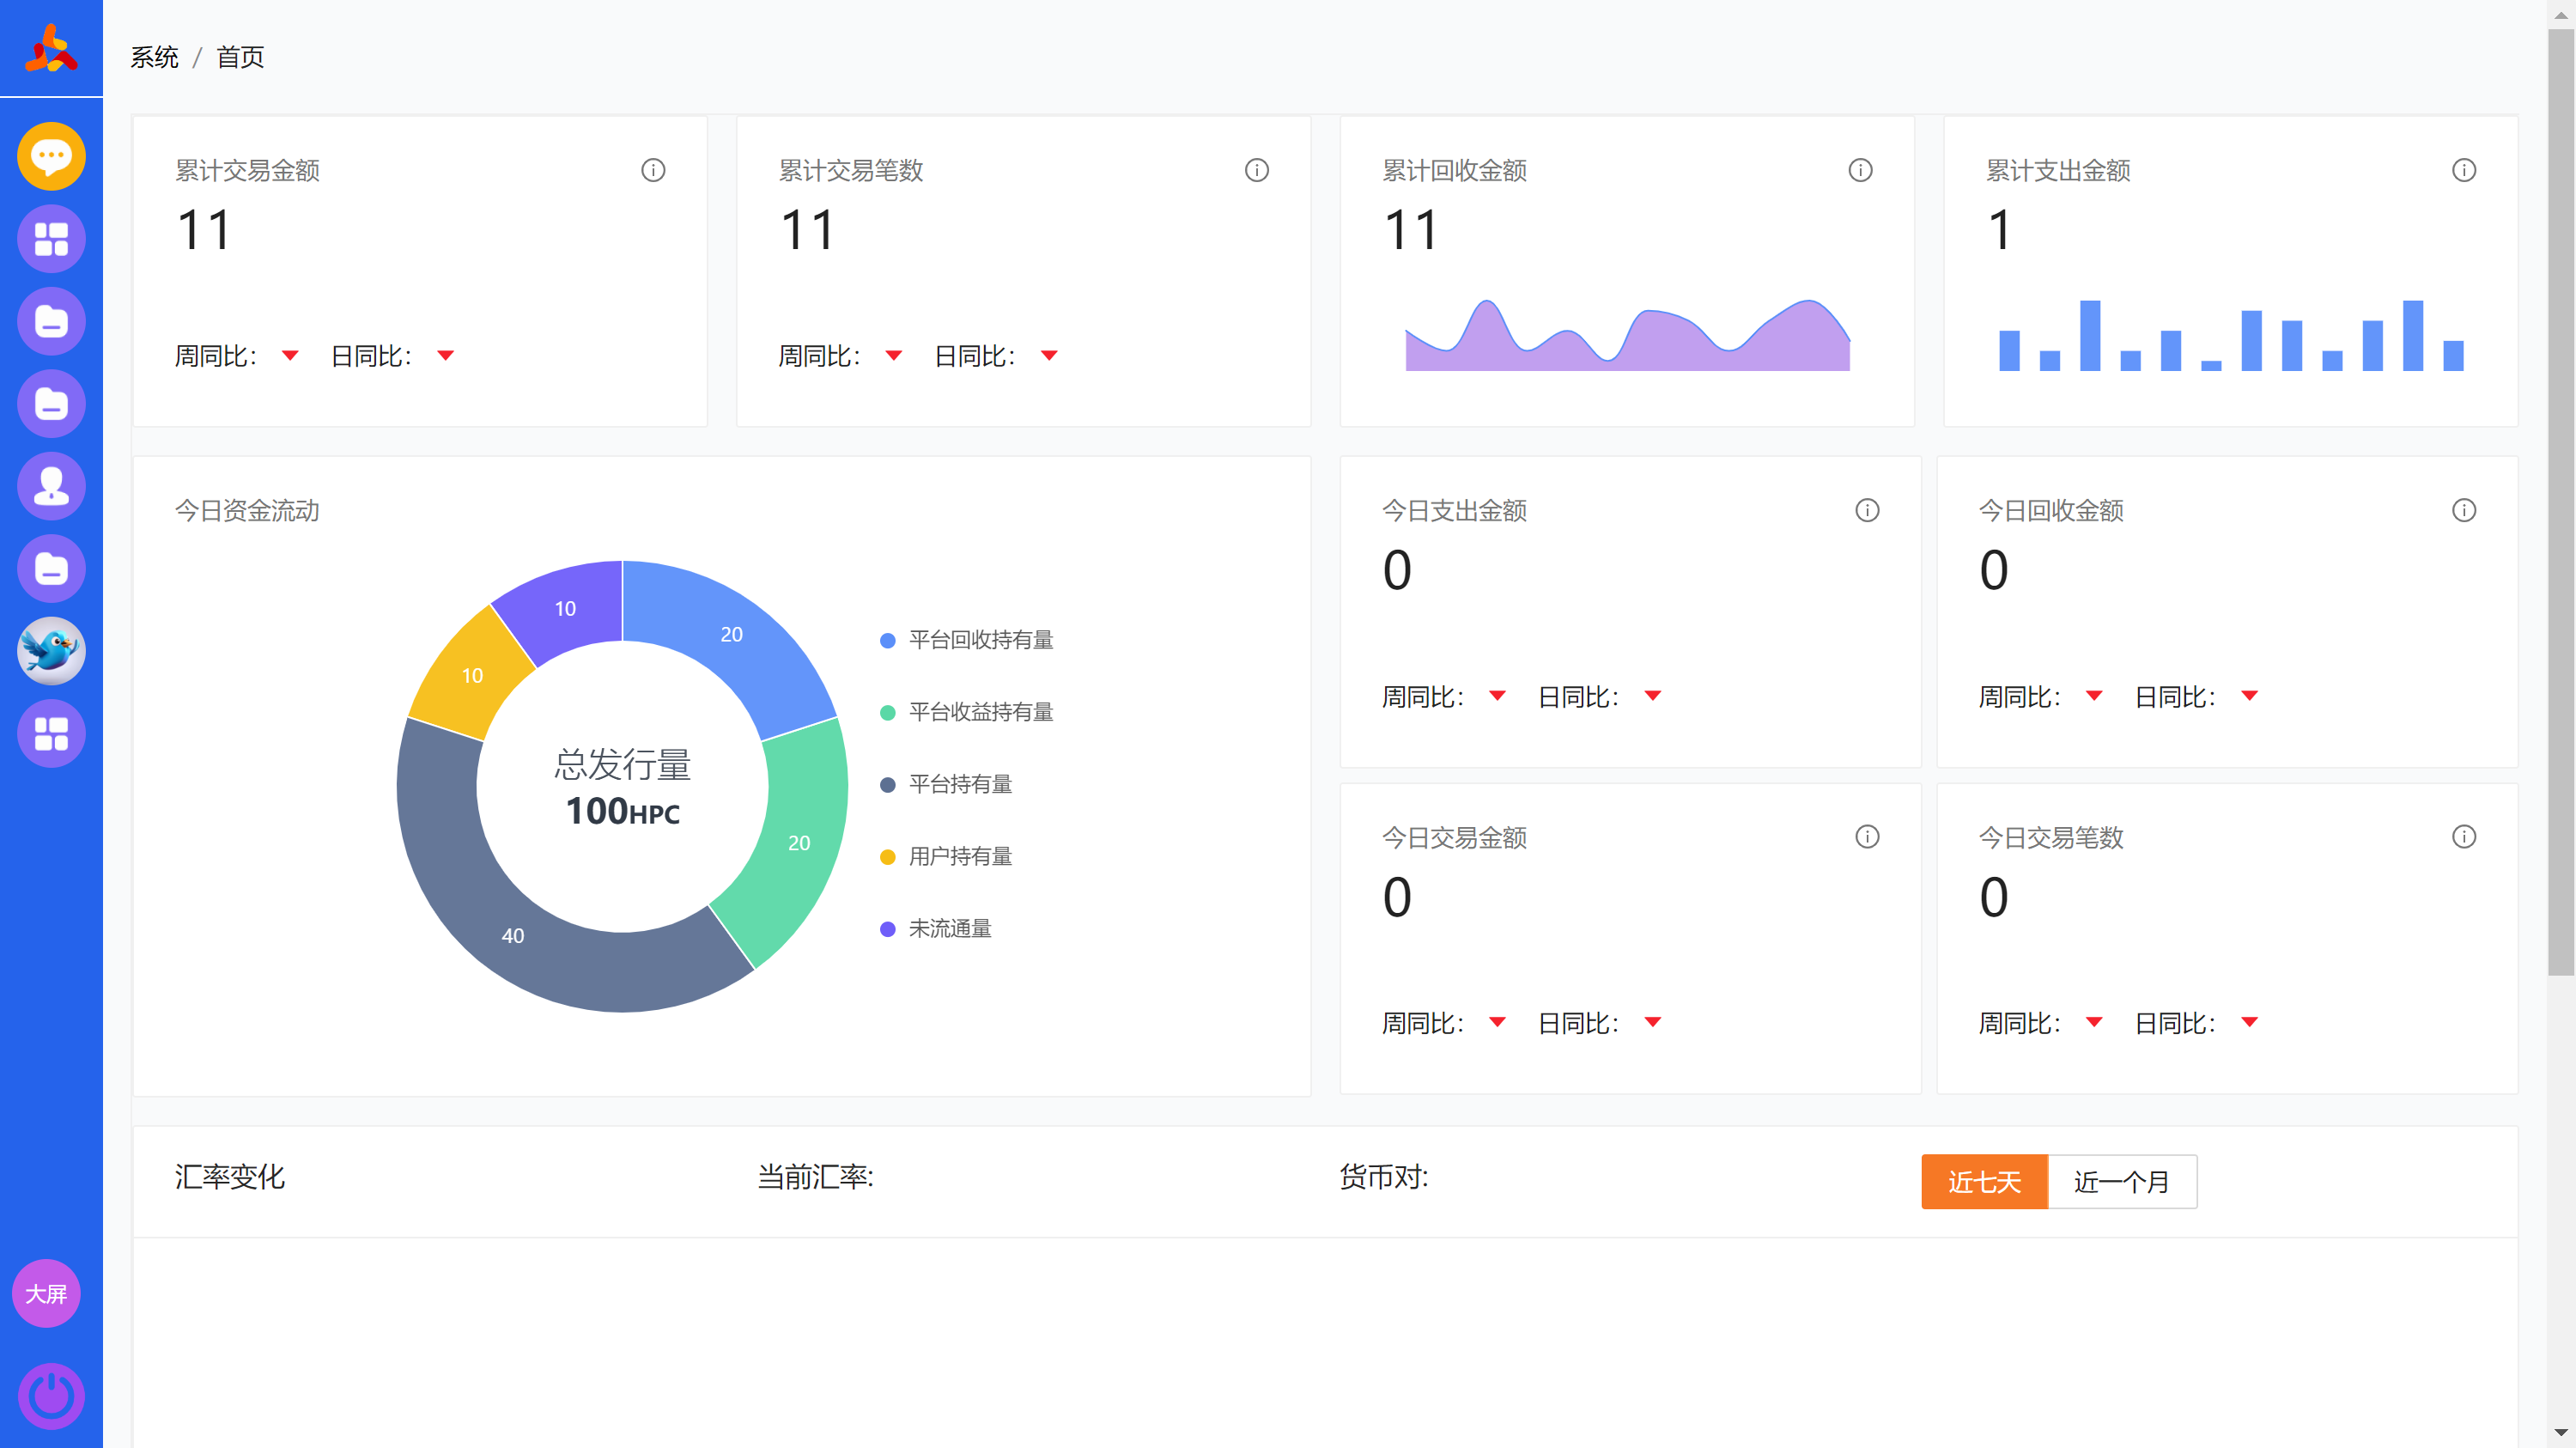 系统 / 首页
累计交易金额
11
周同比： 日同比：
累计交易笔数
11
周同比： 日同比：
累计回收金额
11
累计支出金额
1
今日资金流动
10
20
10
20
40
总发行量
100HPC
平台回收持有量
平台收益持有量
平台持有量
用户持有量
未流通量
今日支出金额
0
周同比： 日同比：
今日回收金额
0
周同比： 日同比：
今日交易金额
0
周同比： 日同比：
今日交易笔数
0
周同比： 日同比：
汇率变化 当前汇率: 货币对: 近七天 近一个月
大屏